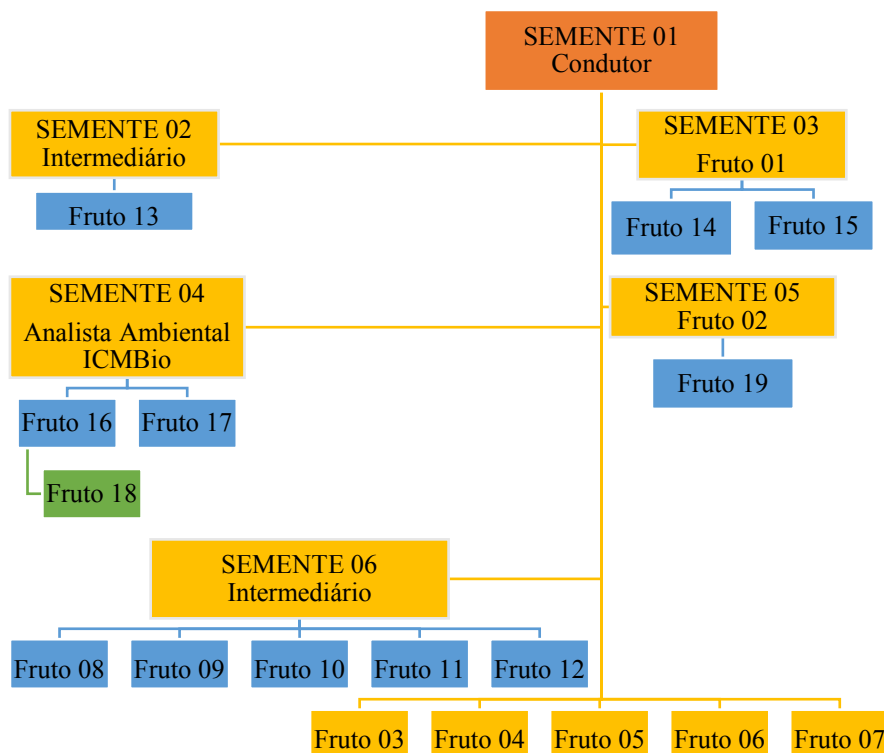 SEMENTE 01
Condutor
SEMENTE 02
Intermediário
SEMENTE 03
Fruto 01
Fruto 13
Fruto 14
Fruto 15
SEMENTE 04
Analista Ambiental
ICMBio
SEMENTE 05
Fruto 02
Fruto 16
Fruto 17
Fruto 19
Fruto 18
SEMENTE 06
Intermediário
Fruto 08
Fruto 09
Fruto 10
Fruto 11
Fruto 12
Fruto 03
Fruto 04
Fruto 05
Fruto 06
Fruto 07